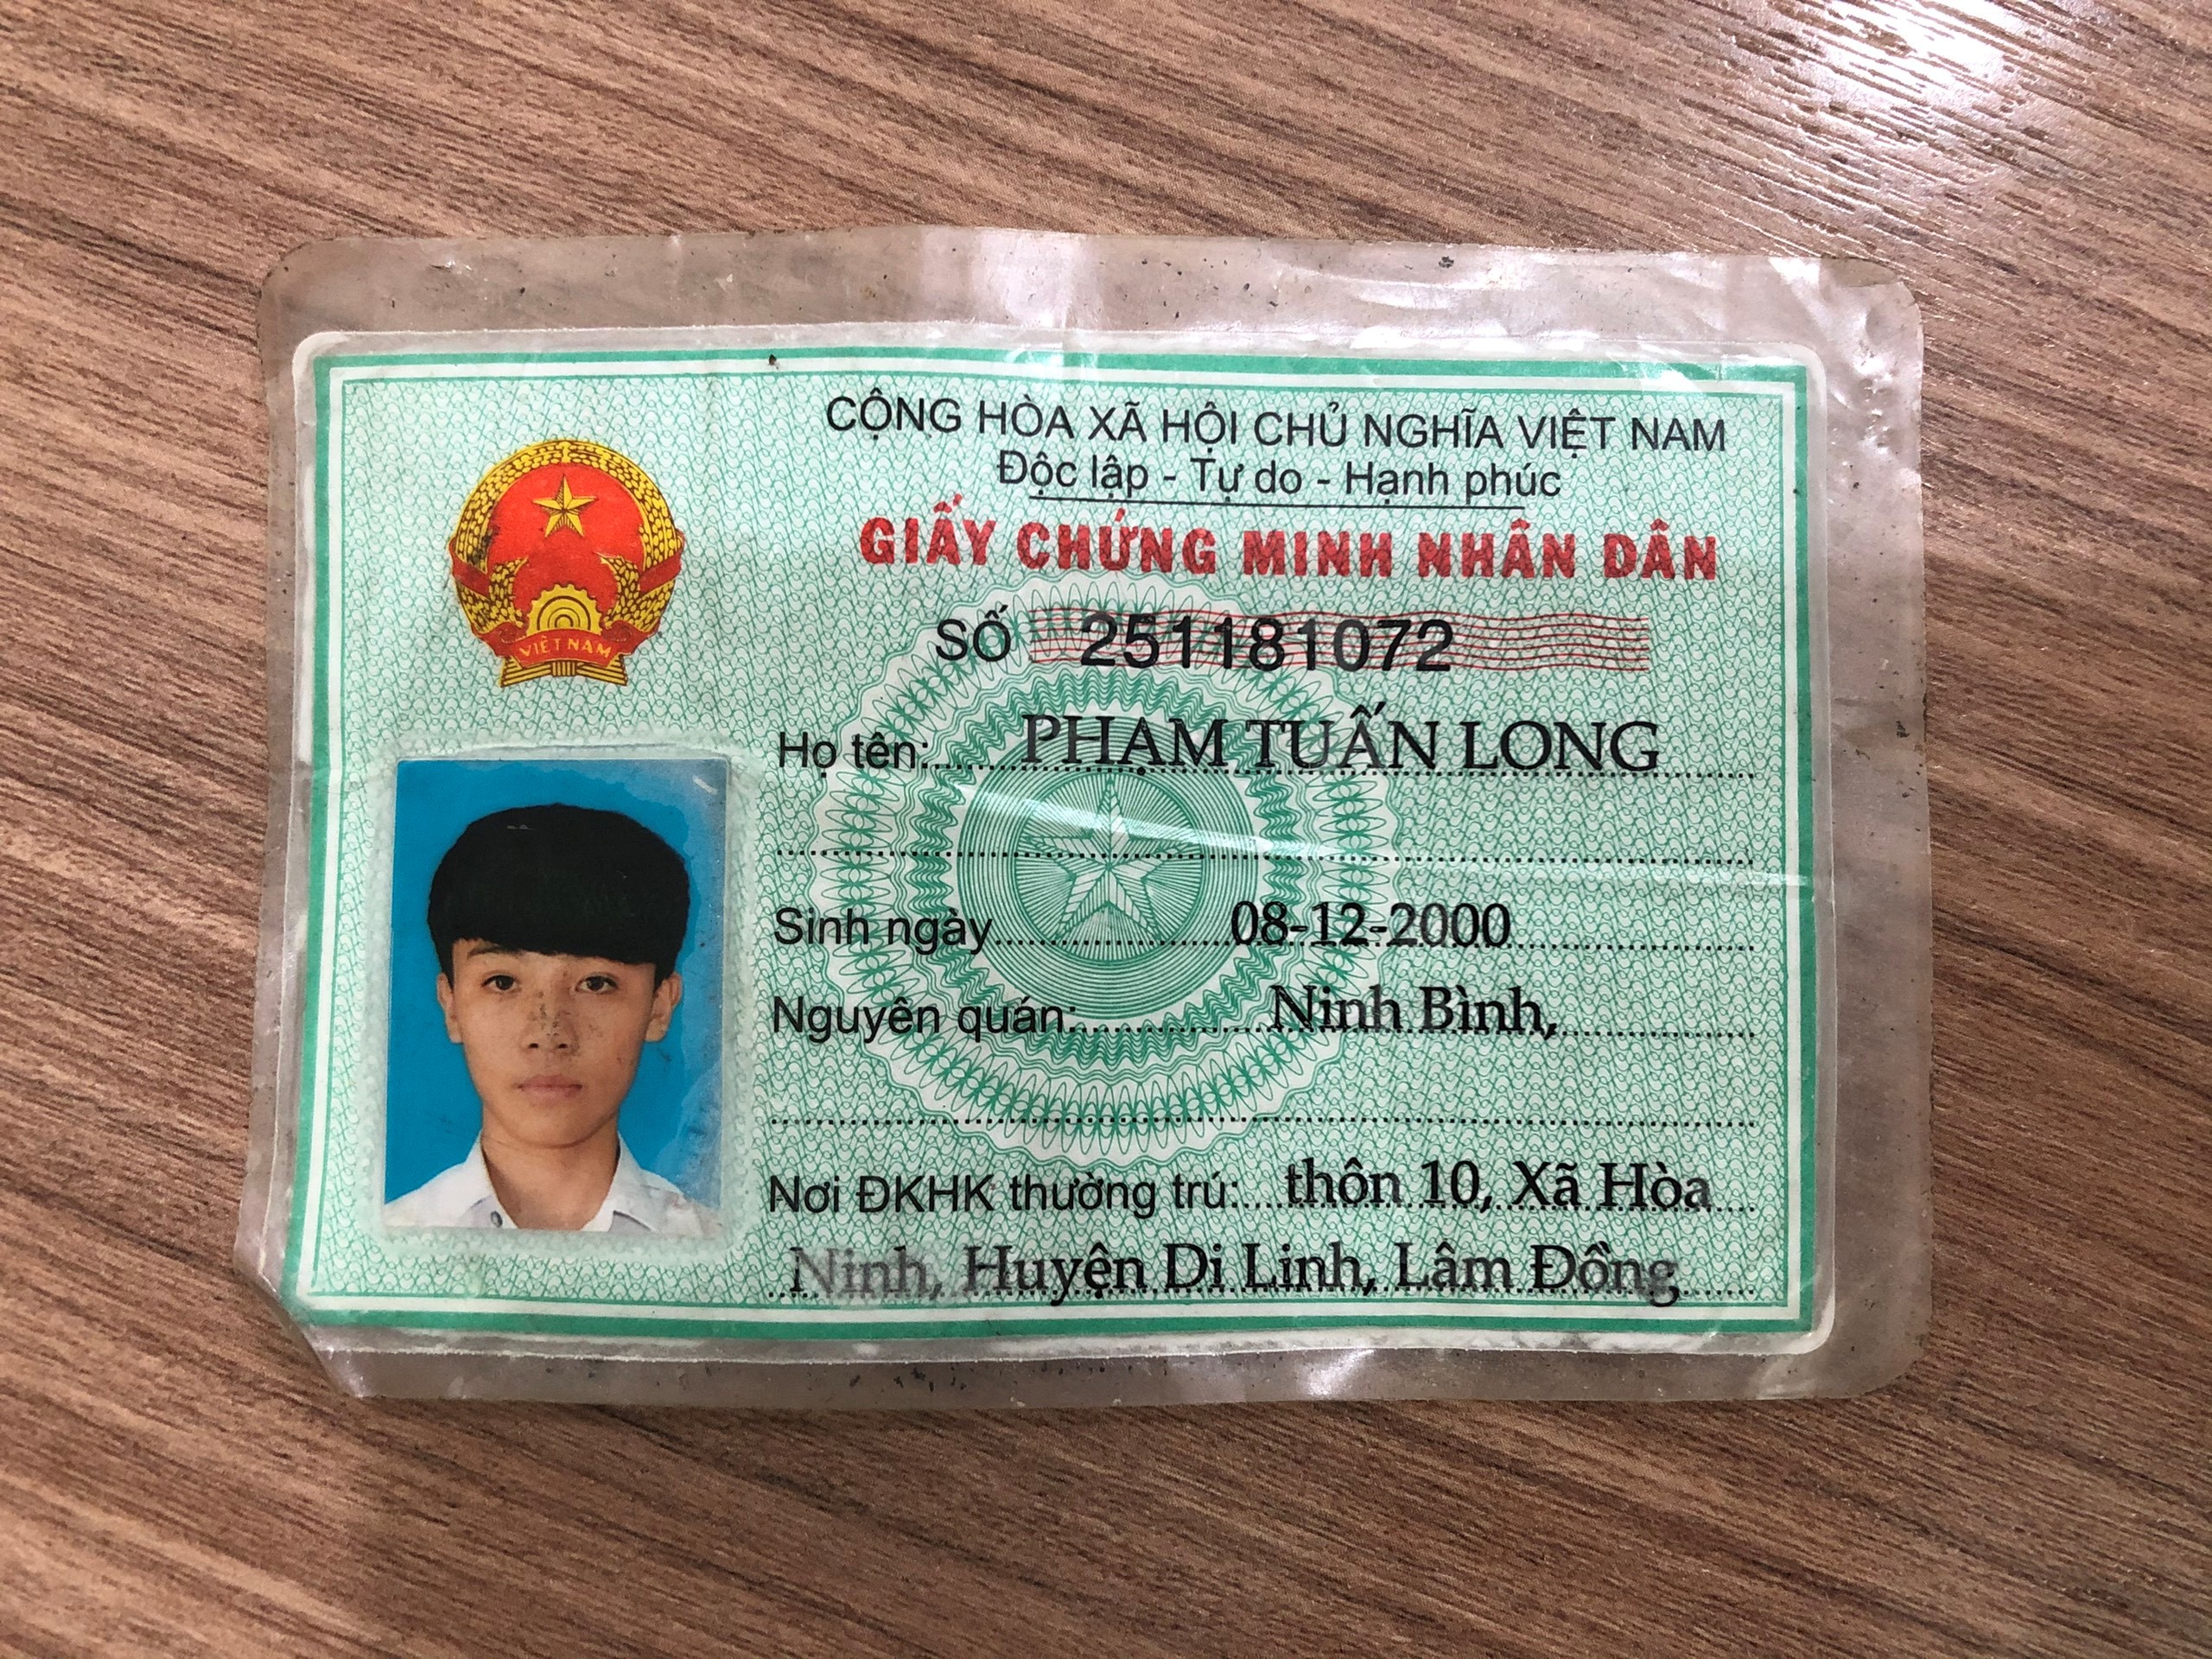 CỘNG HÒA XÃ HỘI CHỦ NGHĨA VIỆT NAM
Độc lập - Tự do - Hạnh phúc
GIẤY CHỨNG MINH NHÂN DÂN
SỐ 251181072
VIỆT NAM
Họ tên: PHẠM TUẤN LONG
Sinh ngày 08-12-2000
Nguyên quán: Ninh Bình,
Nơi ĐKHK thường trú: thôn 10, Xã Hòa
Ninh, Huyện Di Linh, Lâm Đồng